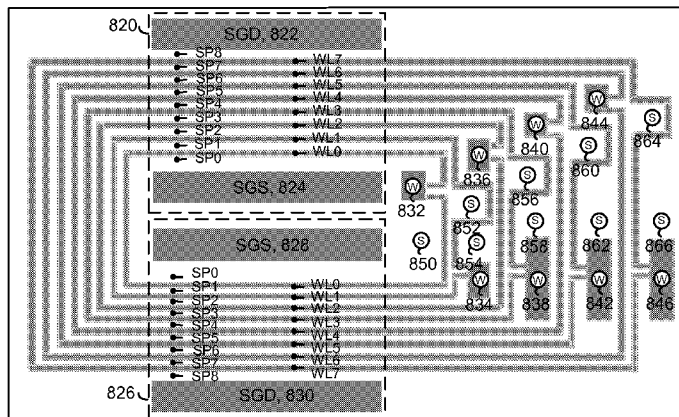 820
SGD, 822
SP8
SP7
SP6
SP5
SP4
SP3
SP2
SP1
SP0
WL7
WL6
WL5
WL4
WL3
WL2
WL1
WL0
SGS, 824
SGS, 828
SP0
SP1
SP2
SP3
SP4
SP5
SP6
SP7
SP8
WL0
WL1
WL2
WL3
WL4
WL5
WL6
WL7
826
SGD, 830
W
844
S
864
W
840
S
860
W
836
S
856
W
832
S
852
S
850
S
854
S
858
S
862
S
866
W
834
W
838
W
842
W
846